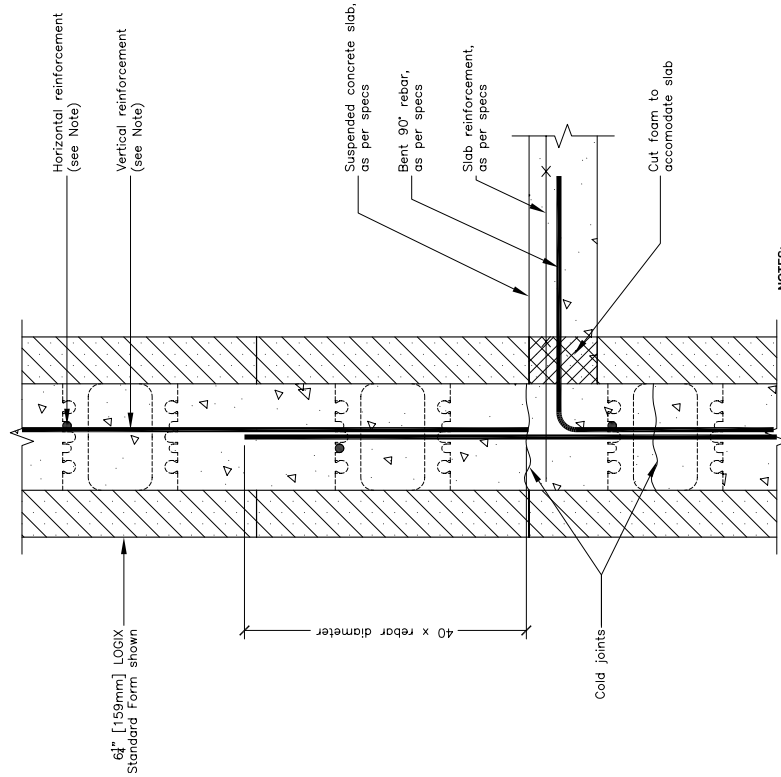 Horizontal reinforcement
(see Note)
Vertical reinforcement
(see Note)
Suspended concrete slab,
as per specs
Bent 90° rebar,
as per specs
Slab reinforcement,
as per specs
Cut foam to
accomodate slab
6¼" [159mm] LOGIX
Standard Form shown
40 x rebar diameter
Cold joints
NOTES: